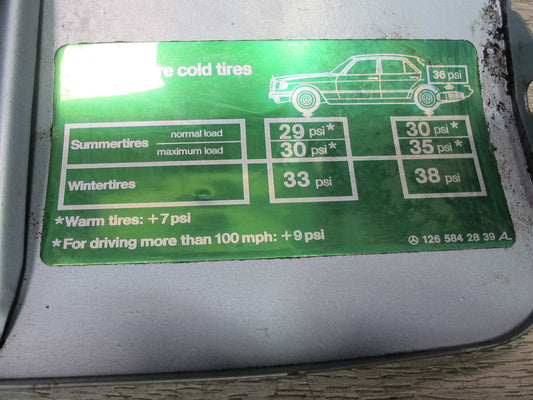 cold tires
36 psi
Summertires normal load 29 psi* 30 psi*
maximum load 30 psi* 35 psi*
Wintertires 33 psi 38 psi
*Warm tires: +7 psi
*For driving more than 100 mph: +9 psi
126 584 28 39 A